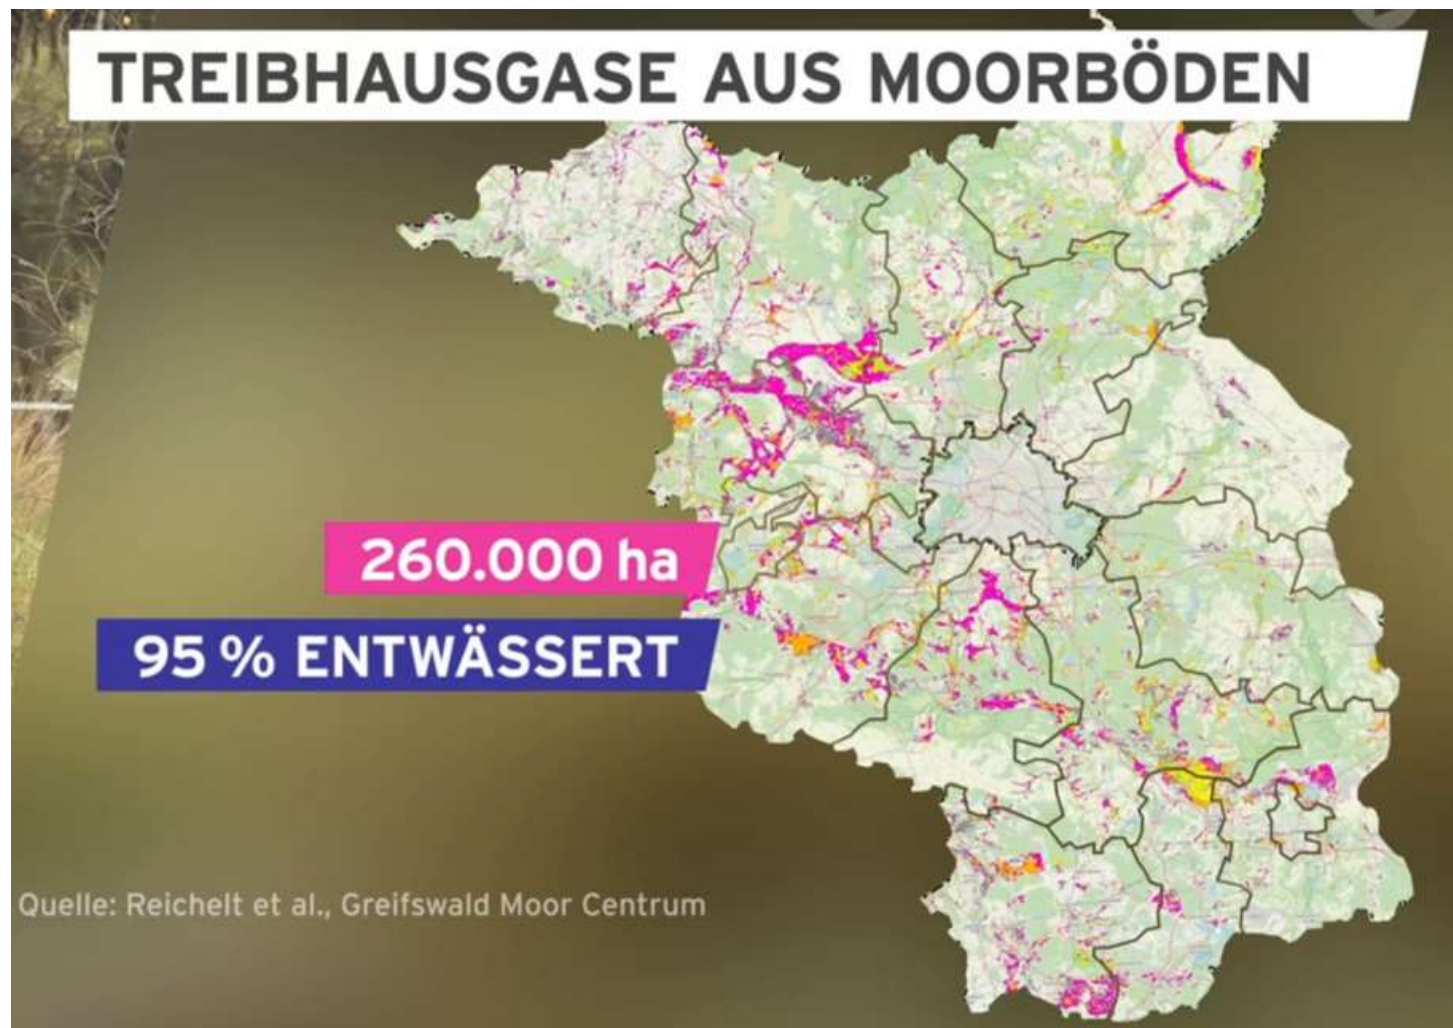 TREIBHAUSGASE AUS MOORBÖDEN
260.000 ha
95 % ENTWÄSSERT
Quelle: Reichelt et al., Greifswald Moor Centrum